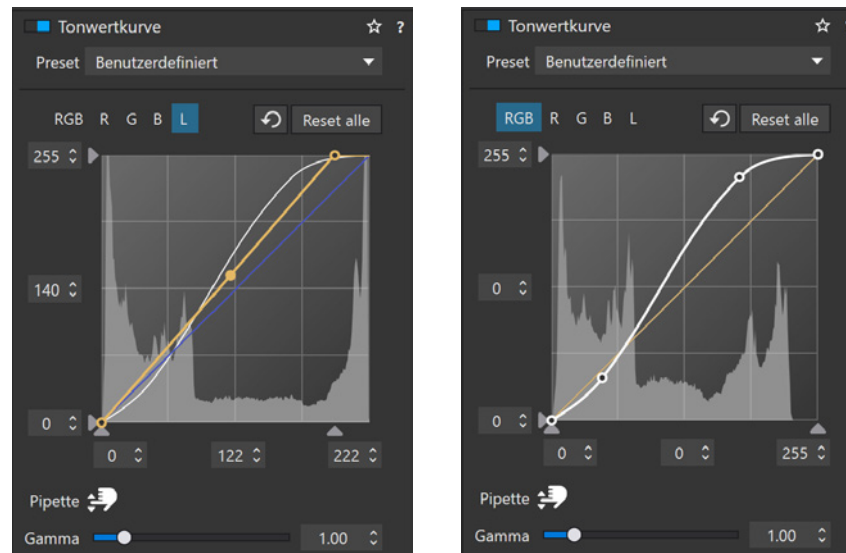 Tonwertkurve ?
Preset Benutzerdefiniert
RGB R G B L Reset alle
255
140
0
0 122 222
Pipette
Gamma 1.00
Tonwertkurve
Preset Benutzerdefiniert
RGB R G B L Reset alle
255
0
0
0 0 255
Pipette
Gamma 1.00